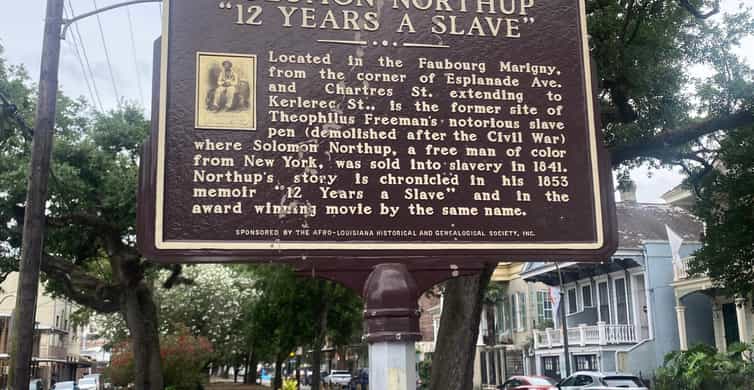 SOLOMON NORTHUP
"12 YEARS A SLAVE"
Located in the Faubourg Marigny,
from the corner of Esplanade Ave.
and Chartres St. extending to
Kerlerec St., is the former site of
Theophilus Freeman's notorious slave
pen (demolished after the Civil War)
where Solomon Northup, a free man of color
from New York, was sold into slavery in 1841.
Northup's story is chronicled in his 1853
memoir "12 Years a Slave" and in the
award winning movie by the same name.
SPONSORED BY THE AFRO-LOUISIANA HISTORICAL AND GENEALOGICAL SOCIETY, INC.